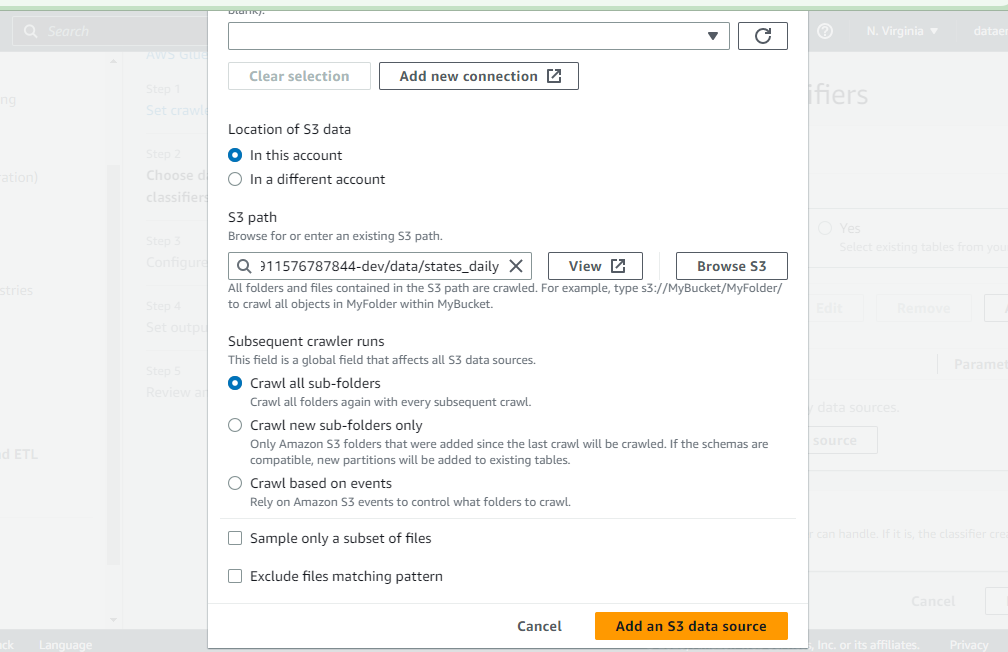 blank).
Search
N. Virginia
AWS Glue
Step 1
Set crawle
Step 2
Choose da
classifiers
Step 3
Configure
Step 4
Set outpu
Step 5
Review an
ng
ration)
stries
d ETL
Clear selection
Add new connection
Location of S3 data
In this account
In a different account
S3 path
Browse for or enter an existing S3 path.
911576787844-dev/data/states_daily
View
Browse S3
All folders and files contained in the S3 path are crawled. For example, type s3://MyBucket/MyFolder/
to crawl all objects in MyFolder within MyBucket.
Subsequent crawler runs
This field is a global field that affects all S3 data sources.
Crawl all sub-folders
Crawl all folders again with every subsequent crawl.
Crawl new sub-folders only
Only Amazon S3 folders that were added since the last crawl will be crawled. If the schemas are
compatible, new partitions will be added to existing tables.
Crawl based on events
Rely on Amazon S3 events to control what folders to crawl.
Sample only a subset of files
Exclude files matching pattern
Cancel
Add an S3 data source
dataen
ifiers
Yes
Select existing tables from your
Edit
Remove
A
Paramet
y data sources.
source
r can handle. If it is, the classifier crea
Cancel
ack
Language
, Inc. or its affiliates.
Privacy